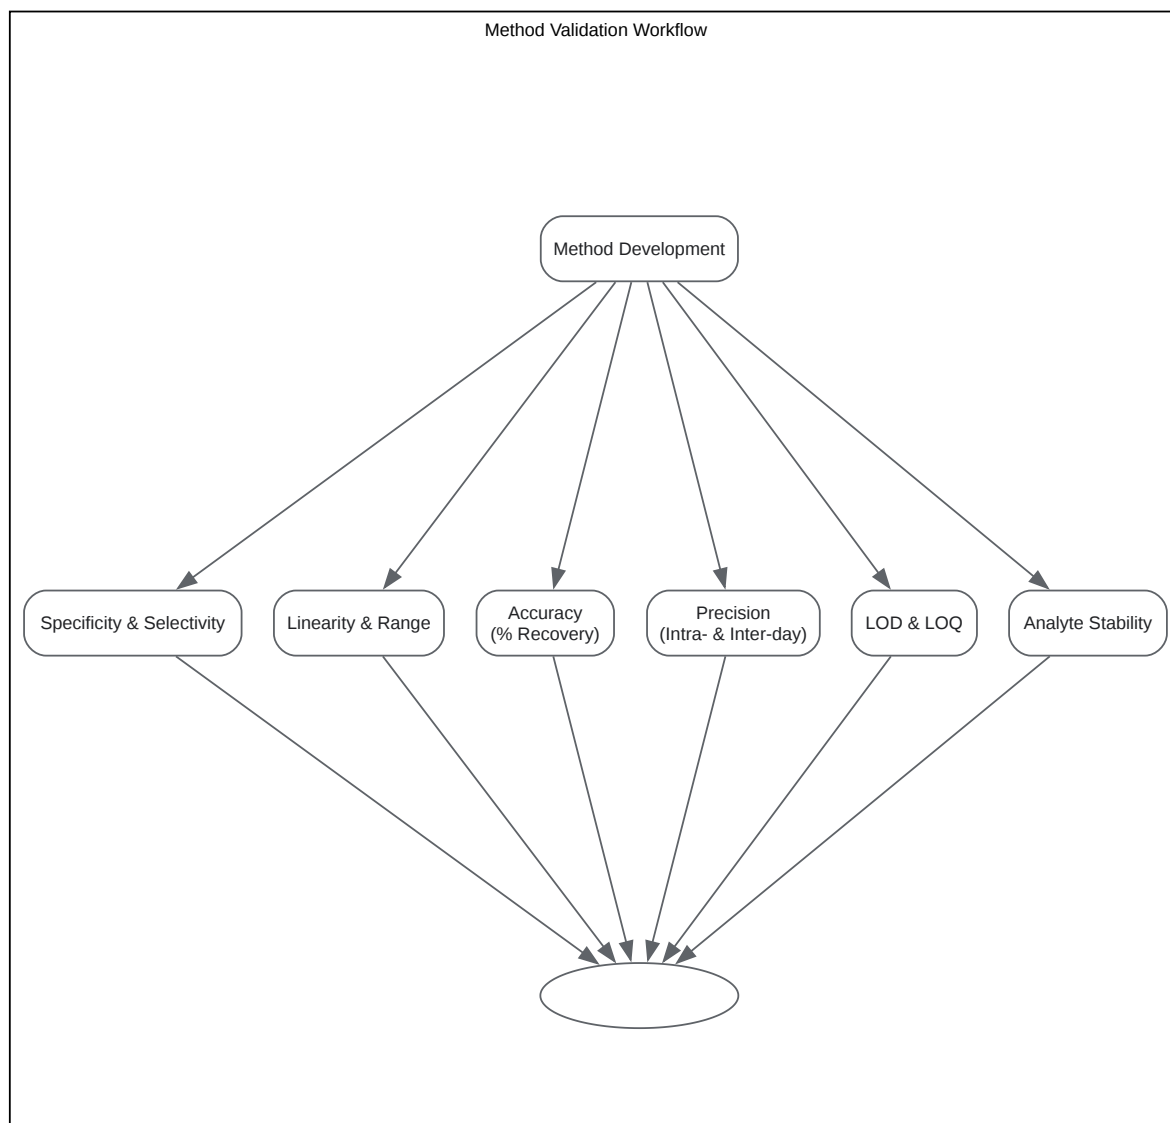 Method Validation Workflow
Method Development
Specificity & Selectivity
Linearity & Range
Accuracy
(% Recovery)
Precision
(Intra- & Inter-day)
LOD & LOQ
Analyte Stability